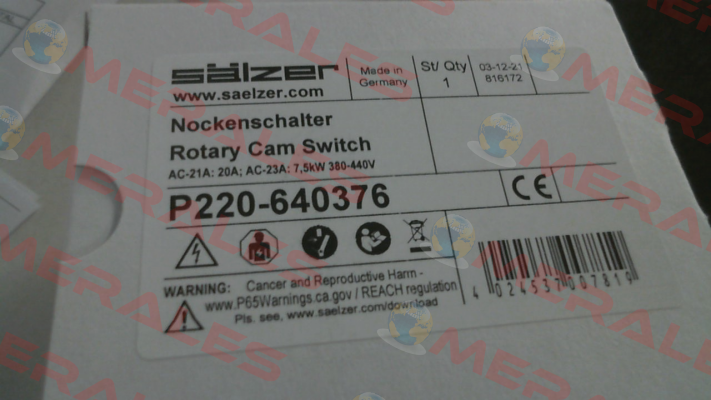 sälzer
www.saelzer.com
Made in
Germany
St/ Qty
1
03-12-21
816172
Nockenschalter
Rotary Cam Switch
AC-21A: 20A; AC-23A: 7,5kW 380-440V
P220-640376
CE
WARNING: Cancer and Reproductive Harm -
www.P65Warnings.ca.gov / REACH regulation
Pls. see, www.saelzer.com/download
4 024537 007819
MERALES
MERALES
MERALES
MERALES
MERALES